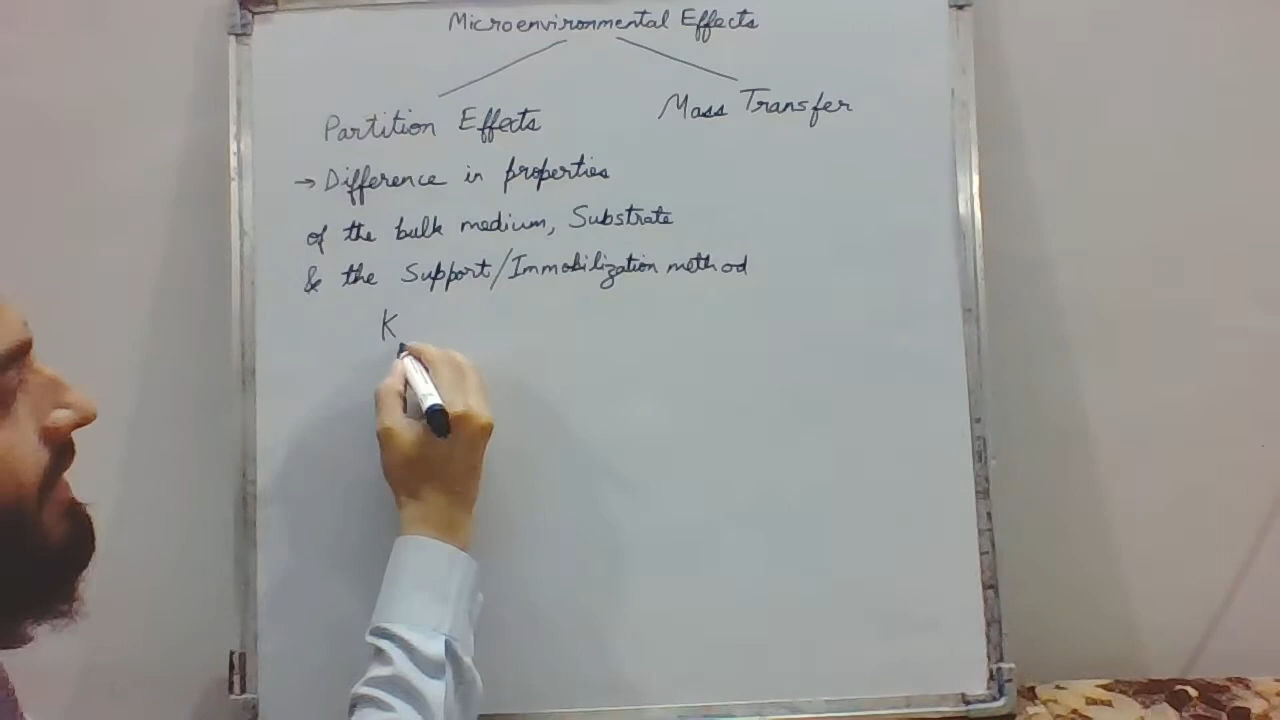 Microenvironmental Effects
Partition Effects
Mass Transfer
→ Difference in properties
of the bulk medium, Substrate
& the Support/Immobilization method
K